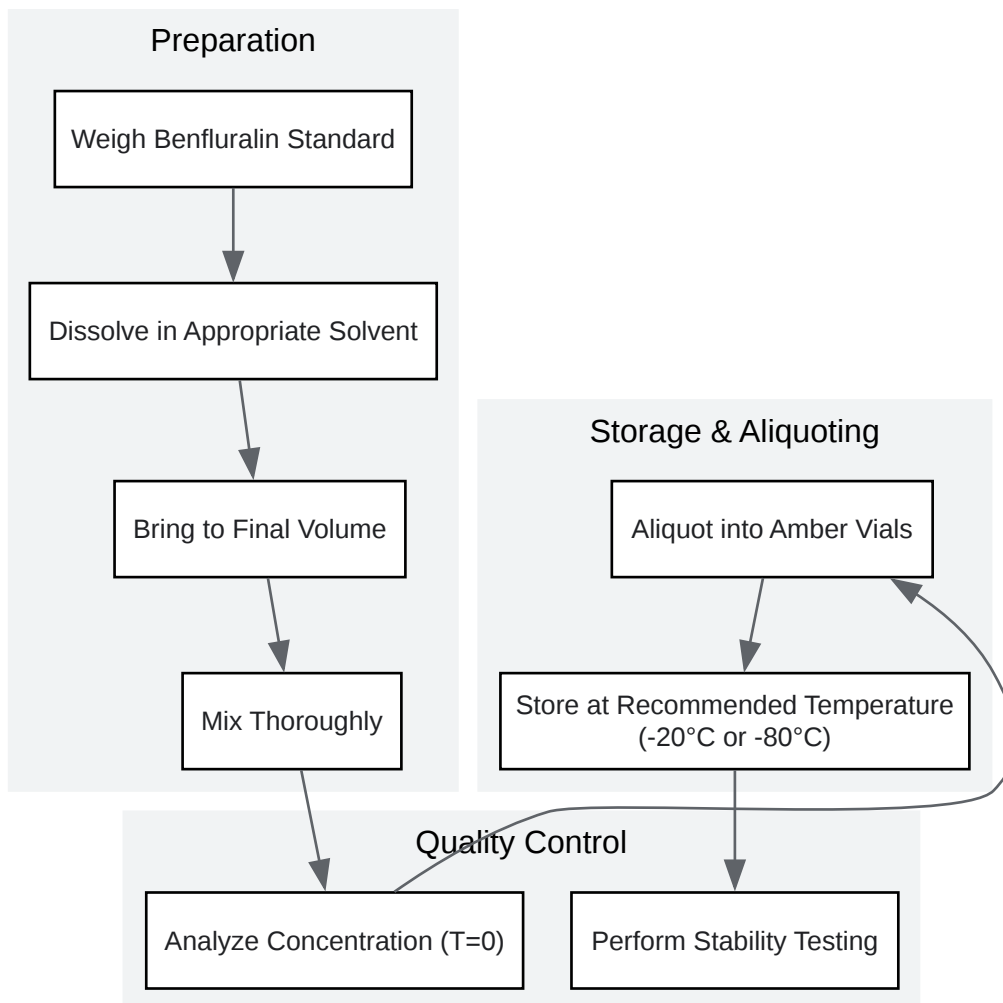 Preparation
Weigh Benfluralin Standard
Dissolve in Appropriate Solvent
Bring to Final Volume
Mix Thoroughly
Storage & Aliquoting
Aliquot into Amber Vials
Store at Recommended Temperature
(-20°C or -80°C)
Quality Control
Analyze Concentration (T=0)
Perform Stability Testing